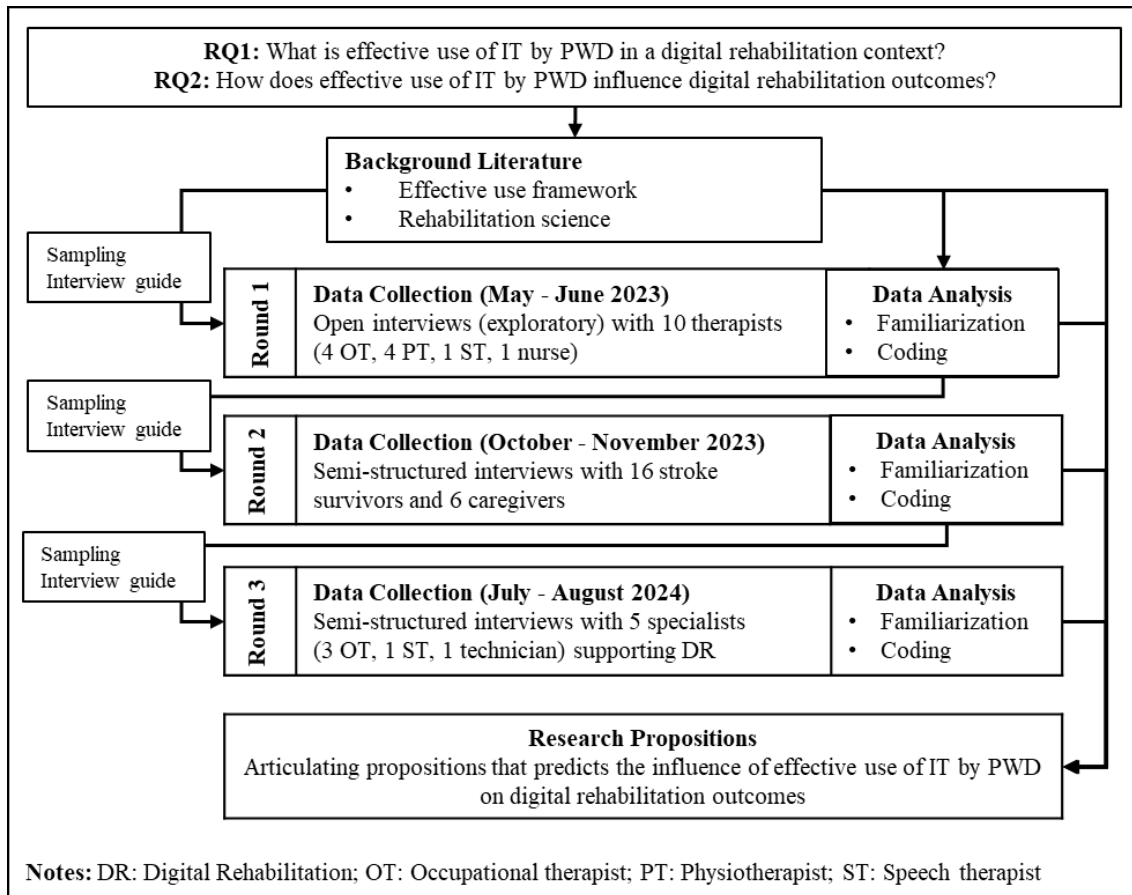 RQ1: What is effective use of IT by PWD in a digital rehabilitation context?
RQ2: How does effective use of IT by PWD influence digital rehabilitation outcomes?
Background Literature
• Effective use framework
• Rehabilitation science
Sampling
Interview guide
Round 1
Data Collection (May - June 2023)
Open interviews (exploratory) with 10 therapists
(4 OT, 4 PT, 1 ST, 1 nurse)
Data Analysis
• Familiarization
• Coding
Sampling
Interview guide
Round 2
Data Collection (October - November 2023)
Semi-structured interviews with 16 stroke
survivors and 6 caregivers
Data Analysis
• Familiarization
• Coding
Sampling
Interview guide
Round 3
Data Collection (July - August 2024)
Semi-structured interviews with 5 specialists
(3 OT, 1 ST, 1 technician) supporting DR
Data Analysis
• Familiarization
• Coding
Research Propositions
Articulating propositions that predicts the influence of effective use of IT by PWD
on digital rehabilitation outcomes
Notes: DR: Digital Rehabilitation; OT: Occupational therapist; PT: Physiotherapist; ST: Speech therapist